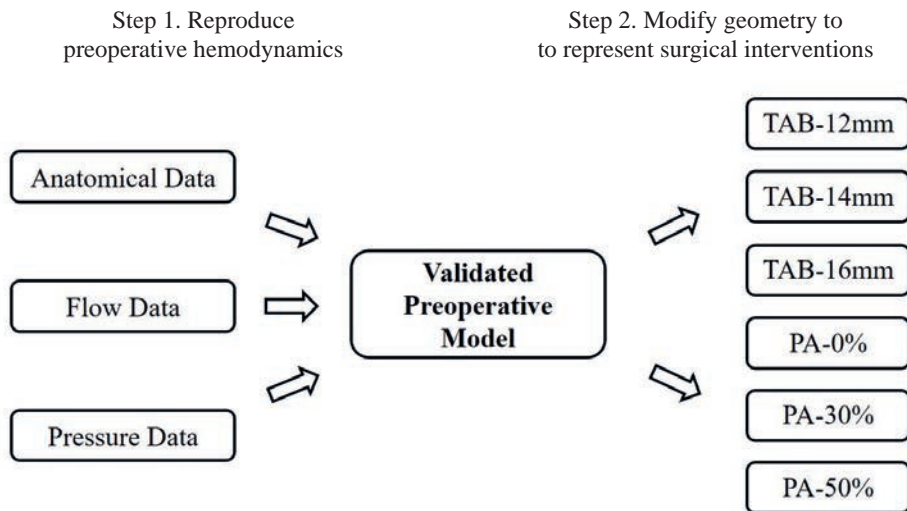 Step 1. Reproduce
preoperative hemodynamics
Step 2. Modify geometry to
to represent surgical interventions
Anatomical Data
Flow Data
Pressure Data
Validated
Preoperative
Model
TAB-12mm
TAB-14mm
TAB-16mm
PA-0%
PA-30%
PA-50%